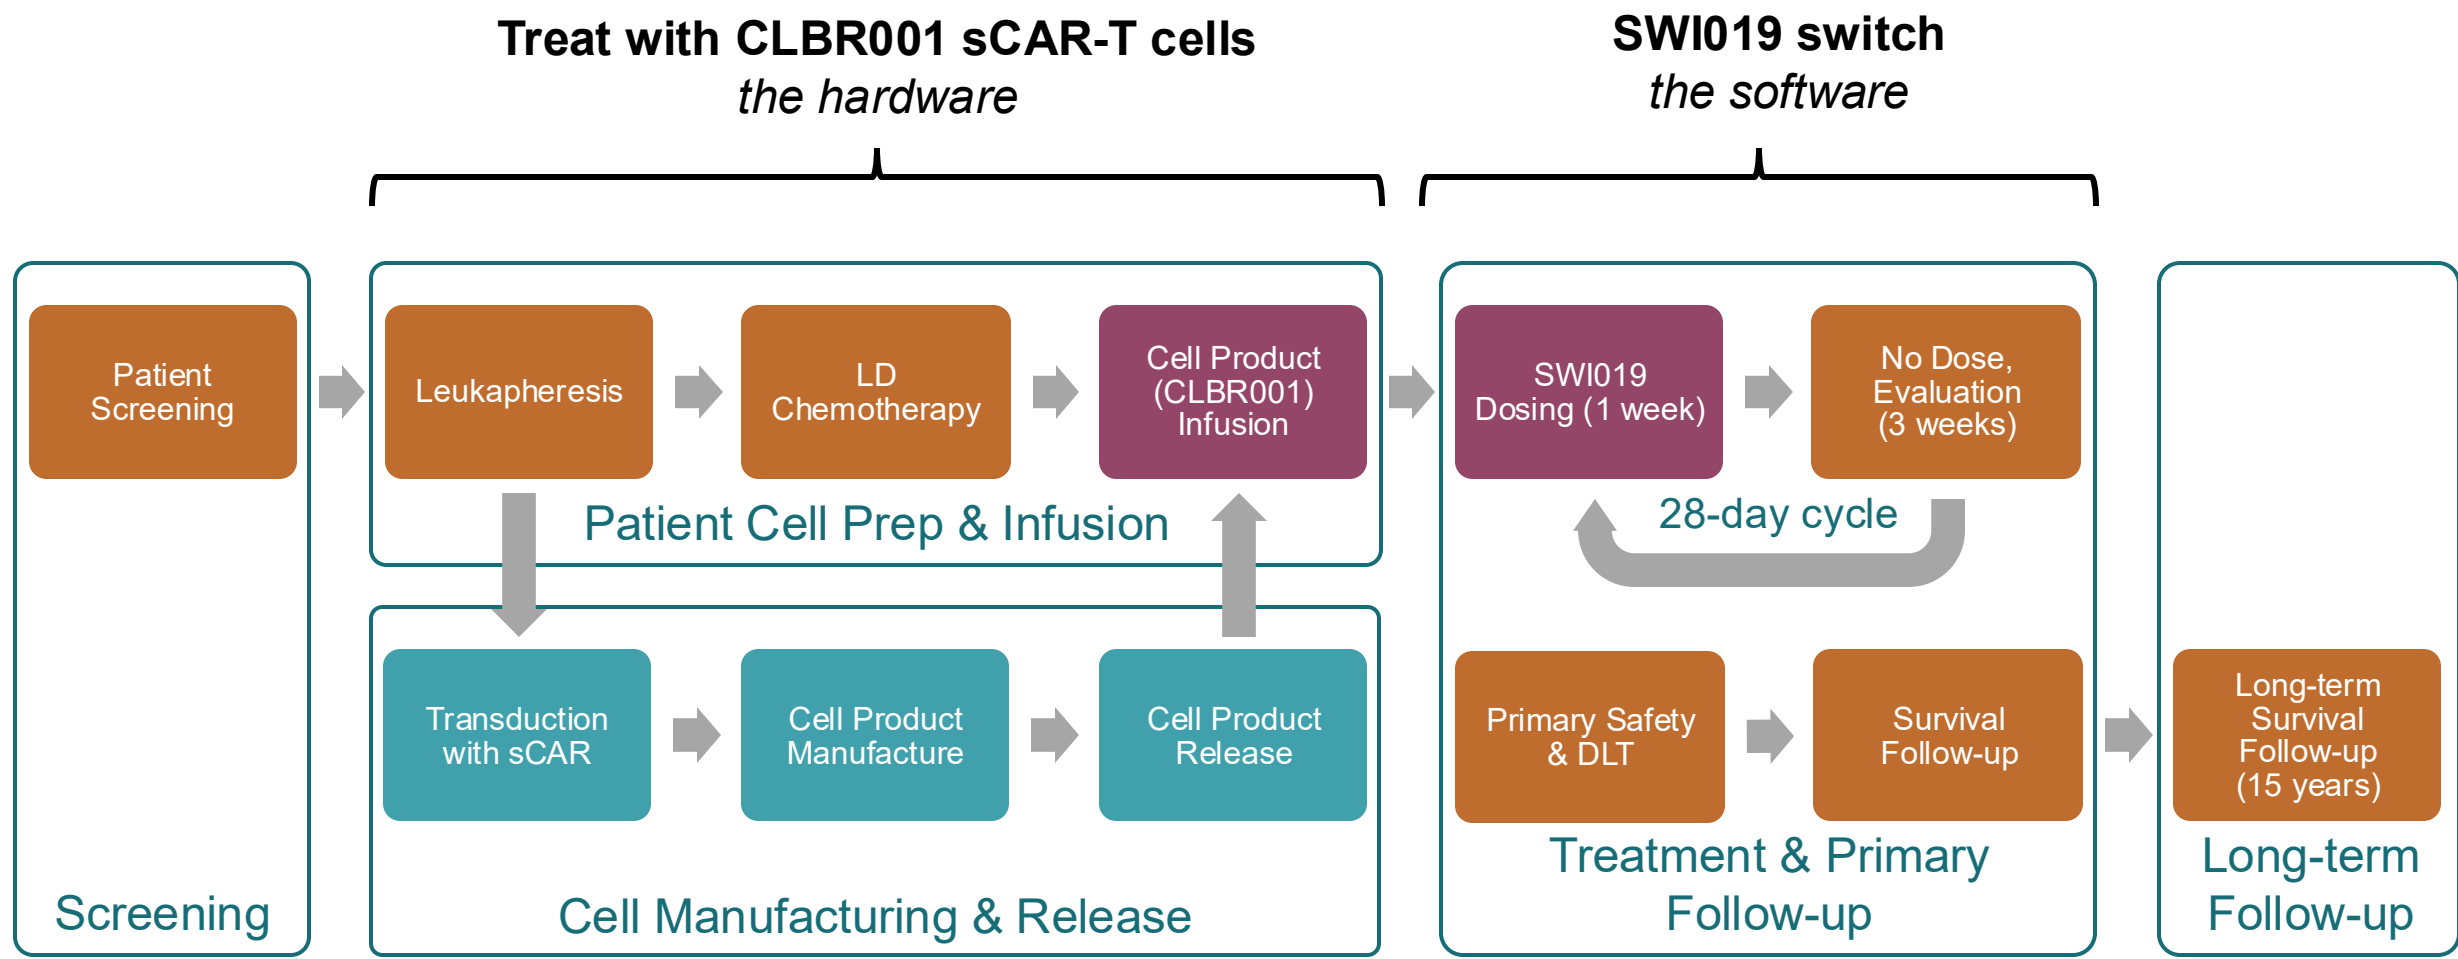 Treat with CLBR001 sCAR-T cells
the hardware
SWI019 switch
the software
Patient
Screening
Leukapheresis
LD
Chemotherapy
Cell Product
(CLBR001)
Infusion
SWI019
Dosing (1 week)
No Dose,
Evaluation
(3 weeks)
Patient Cell Prep & Infusion
28-day cycle
Transduction
with sCAR
Cell Product
Manufacture
Cell Product
Release
Primary Safety
& DLT
Survival
Follow-up
Long-term
Survival
Follow-up
(15 years)
Screening
Cell Manufacturing & Release
Treatment & Primary
Follow-up
Long-term
Follow-up